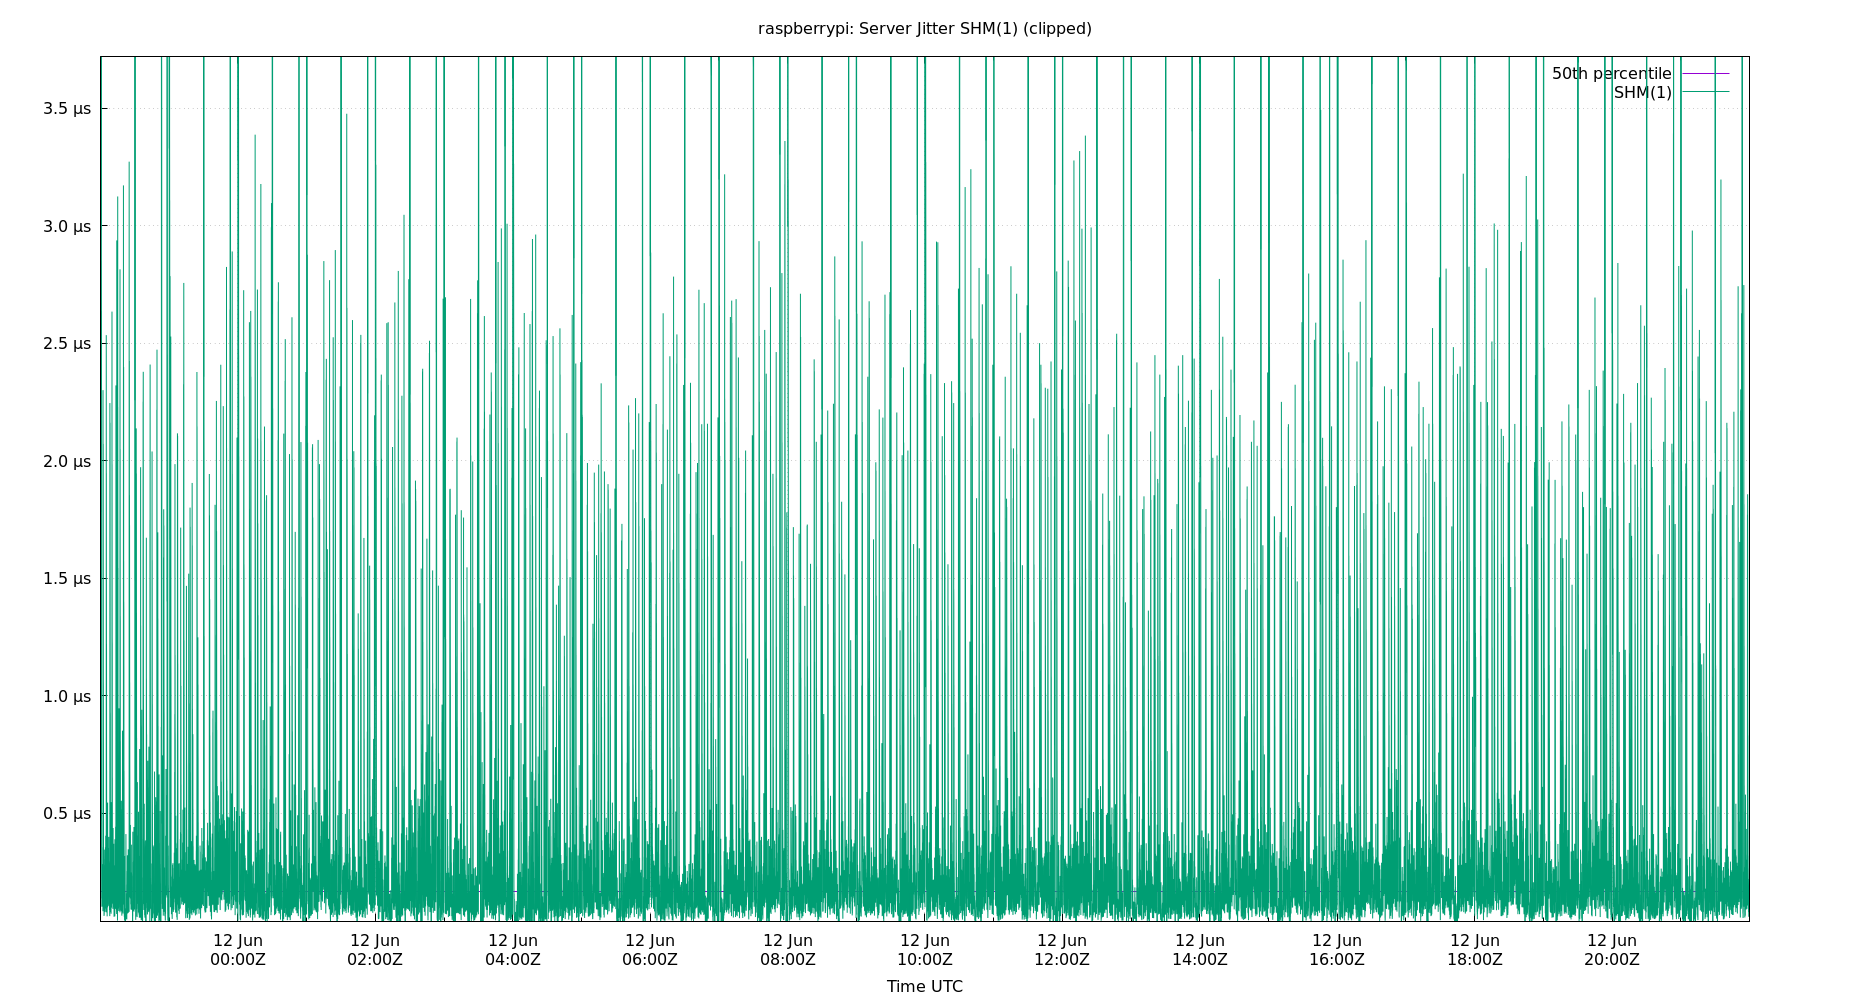 raspberrypi: Server Jitter SHM(1) (clipped)
50th percentile
SHM(1)
3.5 µs
3.0 µs
2.5 µs
2.0 µs
1.5 µs
1.0 µs
0.5 µs
12 Jun 12 Jun 12 Jun 12 Jun 12 Jun 12 Jun 12 Jun 12 Jun 12 Jun 12 Jun 12 Jun
00:00Z 02:00Z 04:00Z 06:00Z 08:00Z 10:00Z 12:00Z 14:00Z 16:00Z 18:00Z 20:00Z
Time UTC